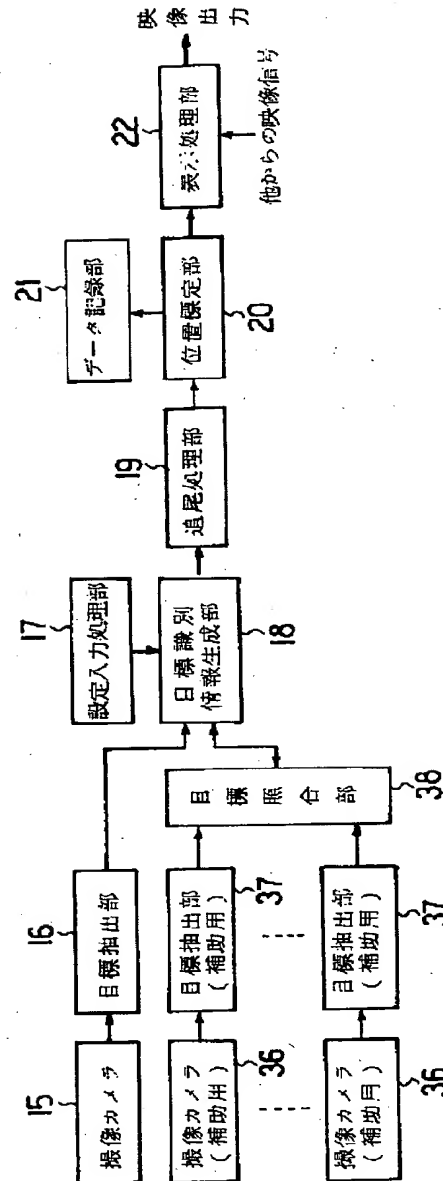 15
撮像カメラ
16
目標抽出部
36
撮像カメラ
(補助用)
37
目標抽出部
(補助用)
36
撮像カメラ
(補助用)
37
目標抽出部
(補助用)
38
目標照合部
17
設定入力処理部
18
目標識別
情報生成部
19
追尾処理部
20
位置標定部
21
データ記録部
22
表示処理部
他からの映像信号
映像出力